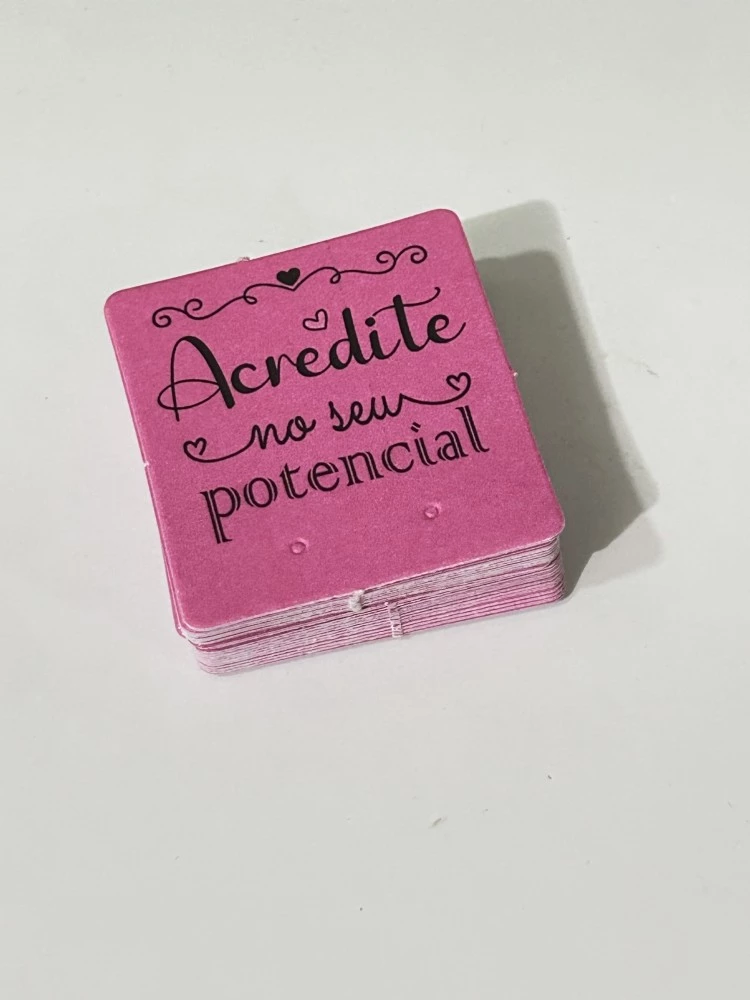 Acredite
no seu
potencial